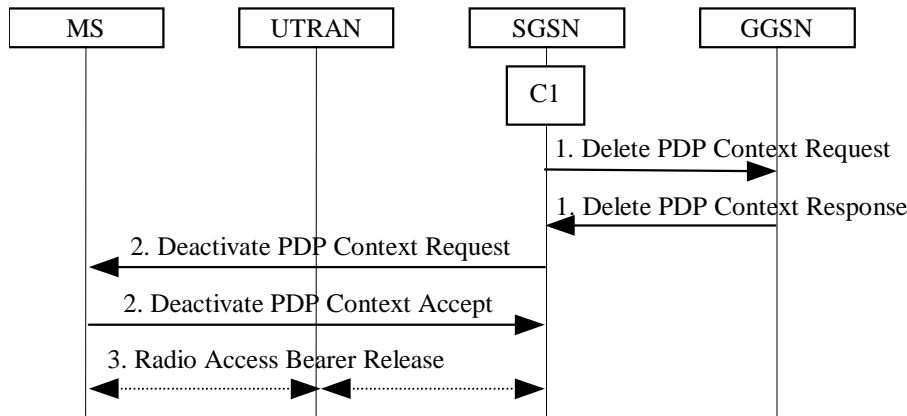 MS
UTRAN
SGSN
GGSN
C1
1. Delete PDP Context Request
1. Delete PDP Context Response
2. Deactivate PDP Context Request
2. Deactivate PDP Context Accept
3. Radio Access Bearer Release